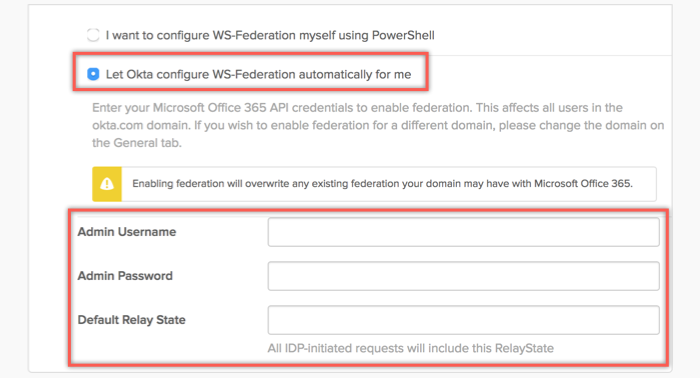 I want to configure WS-Federation myself using PowerShell
Let Okta configure WS-Federation automatically for me
Enter your Microsoft Office 365 API credentials to enable federation. This affects all users in the
okta.com domain. If you wish to enable federation for a different domain, please change the domain on
the General tab.
Enabling federation will overwrite any existing federation your domain may have with Microsoft Office 365.
Admin Username
Admin Password
Default Relay State
All IDP-initiated requests will include this RelayState